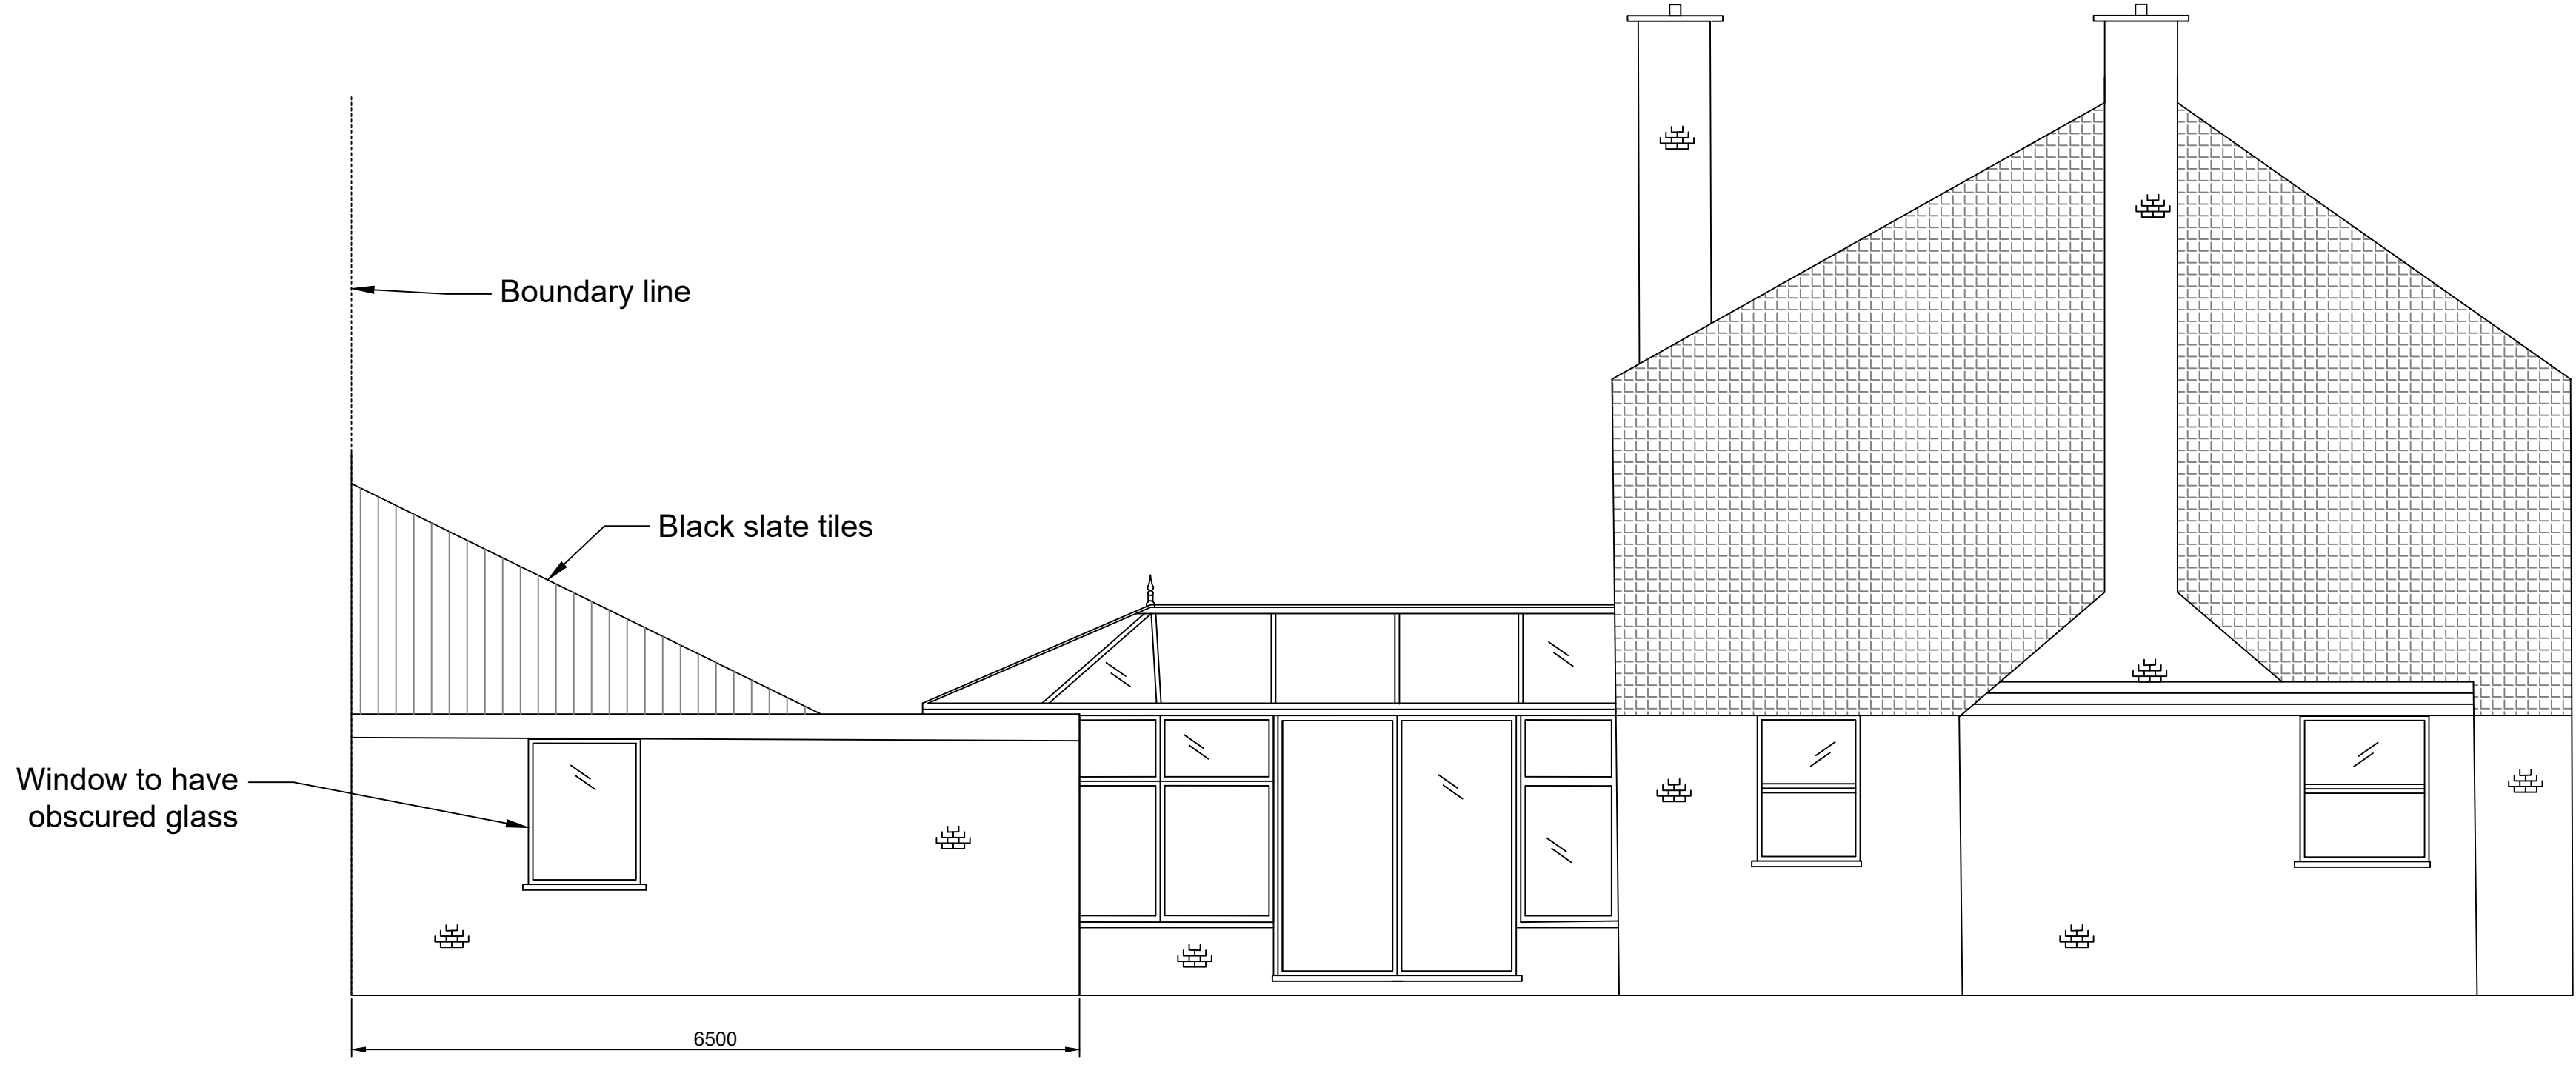 Boundary line
Black slate tiles
Window to have
obscured glass
6500